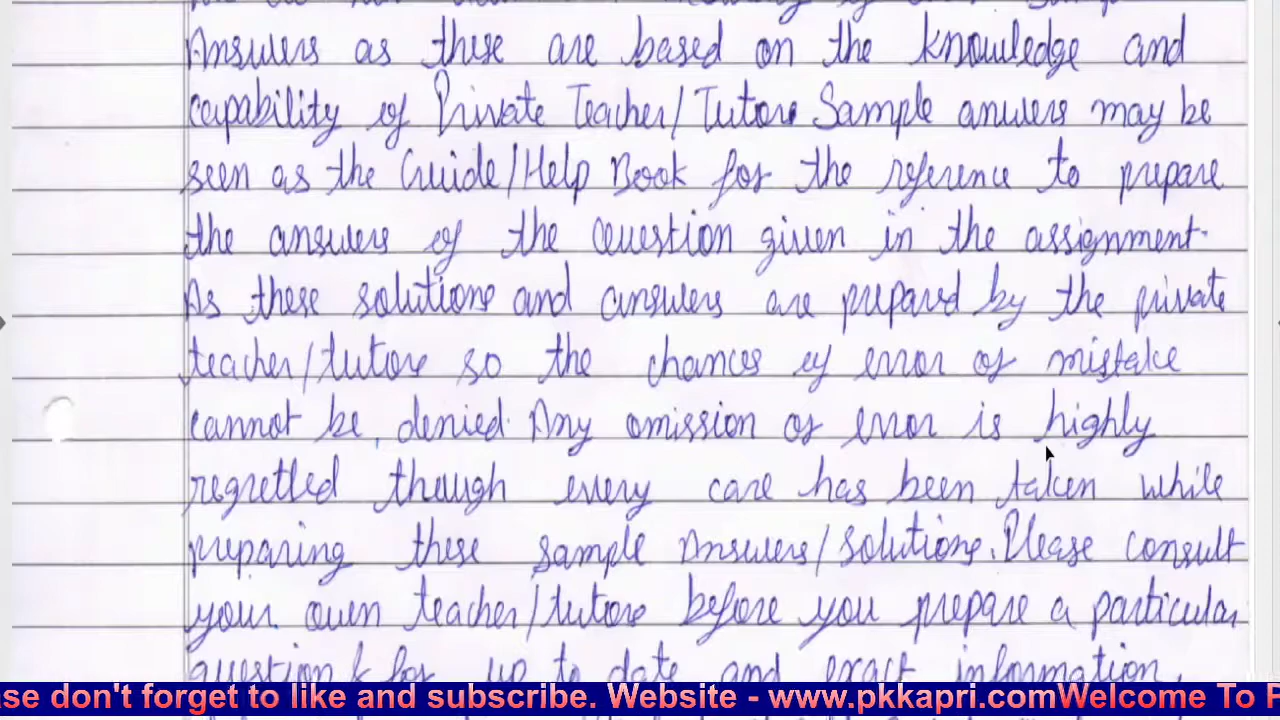 Answers as these are based on the knowledge and
capability of Private Teacher/Tutors Sample anwers may be
seen as the Guide/Help Book for the reference to prepare
the answers of the question given in the assignment.
As these solutions and answers are prepared by the private
teacher/tutors so the chances of error or mistake
cannot be, denied. Any omission or error is highly
regretted though every care has been taken while
preparing these sample Answers/Solutions. Please consult
your own teacher/tutors before you prepare a particular
question & for up to date and exact information.
ase don't forget to like and subscribe. Website - www.pkkapri.comWelcome To P